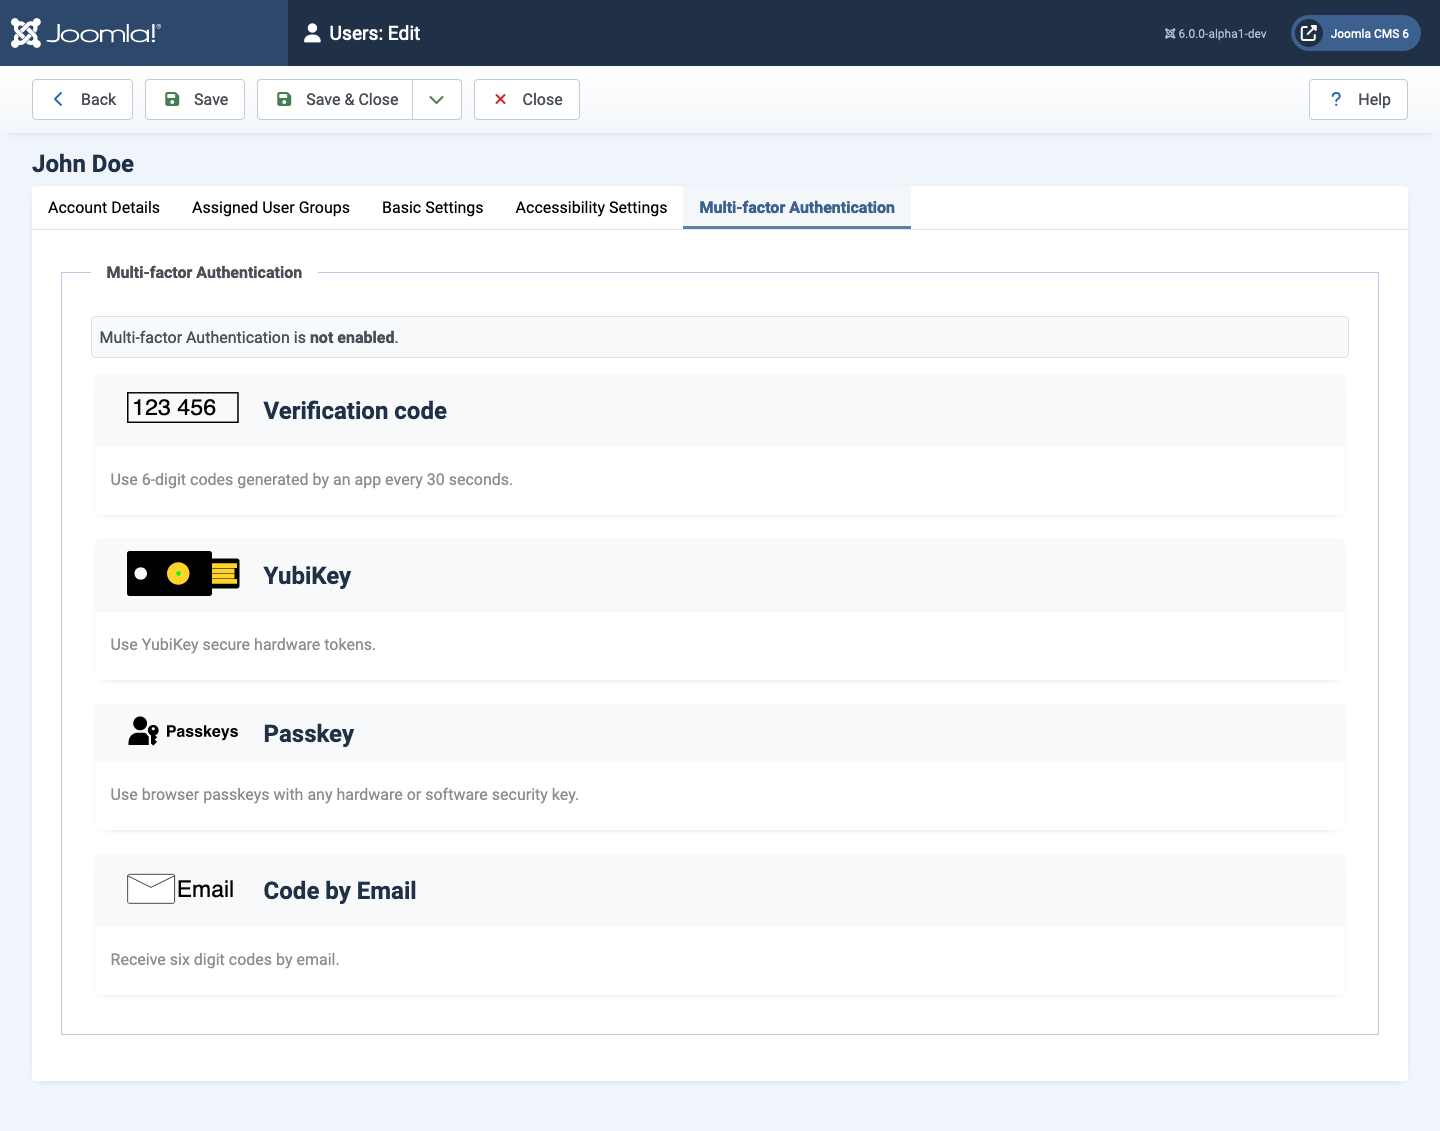 Joomla!®
Users: Edit
6.0.0-alpha1-dev
Joomla CMS 6
Back
Save
Save & Close
Close
Help
John Doe
Account Details
Assigned User Groups
Basic Settings
Accessibility Settings
Multi-factor Authentication
Multi-factor Authentication
Multi-factor Authentication is not enabled.
123 456
Verification code
Use 6-digit codes generated by an app every 30 seconds.
YubiKey
Use YubiKey secure hardware tokens.
Passkeys
Passkey
Use browser passkeys with any hardware or software security key.
Email
Code by Email
Receive six digit codes by email.